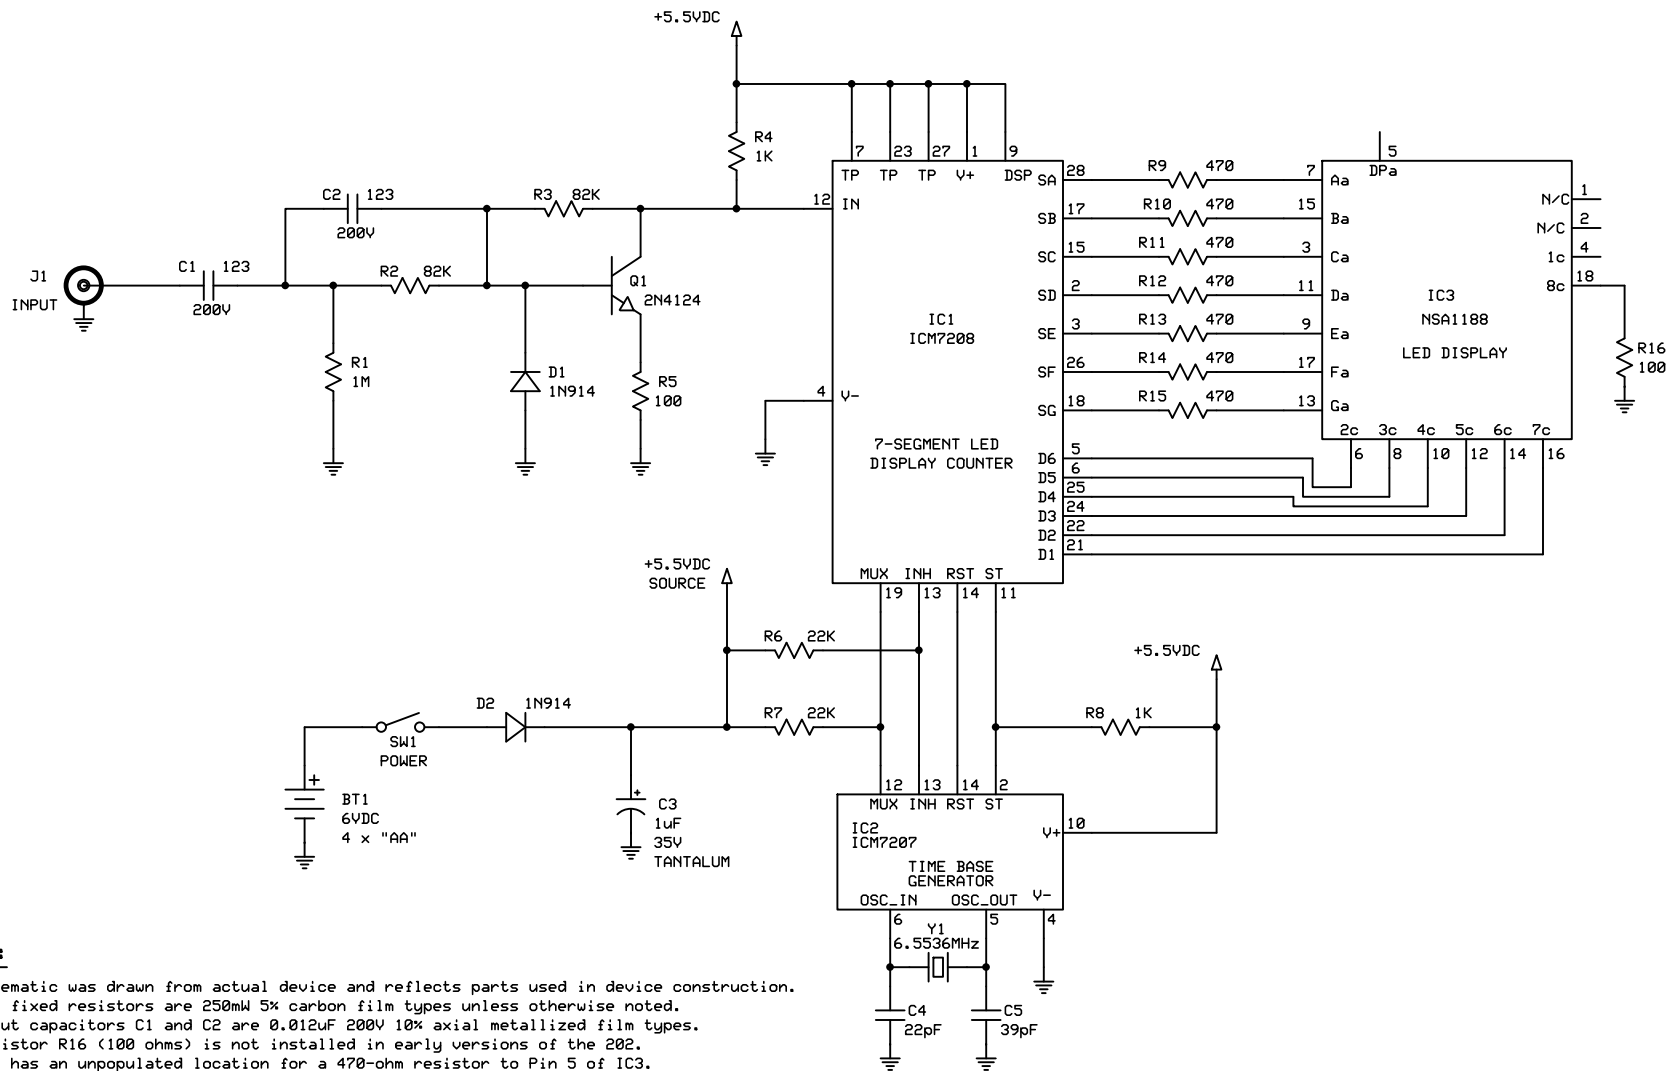 +5.5VDC
R4
1K
7
23
27
1
9
TP
TP
TP
V+
DSP
12
IN
4
V-
IC1
ICM7208
7-SEGMENT LED
DISPLAY COUNTER
C2
123
200V
R3
82K
J1
INPUT
C1
123
200V
R2
82K
Q1
2N4124
R1
1M
D1
1N914
R5
100
SA
28
R9
470
7
Aa
SB
17
R10
470
15
Ba
SC
15
R11
470
3
Ca
SD
2
R12
470
11
Da
SE
3
R13
470
9
Ea
SF
26
R14
470
17
Fa
SG
18
R15
470
13
Ga
5
DPa
N/C
1
N/C
2
1c
4
8c
18
IC3
NSA1188
LED DISPLAY
R16
100
2c
3c
4c
5c
6c
7c
6
8
10
12
14
16
D6
5
D5
6
D4
25
D3
24
D2
22
D1
21
MUX
INH
RST
ST
19
13
14
11
+5.5VDC
SOURCE
R6
22K
R7
22K
D2
1N914
SW1
POWER
+
BT1
6VDC
4 x "AA"
+
C3
1uF
35V
TANTALUM
+5.5VDC
R8
1K
12
13
14
2
MUX
INH
RST
ST
IC2
ICM7207
V+
10
TIME BASE
GENERATOR
OSC_IN
OSC_OUT
V-
6
5
4
Y1
6.5536MHz
C4
22pF
C5
39pF
:
ematic was drawn from actual device and reflects parts used in device construction.
fixed resistors are 250mW 5% carbon film types unless otherwise noted.
ut capacitors C1 and C2 are 0.012uF 200V 10% axial metallized film types.
istor R16 (100 ohms) is not installed in early versions of the 202.
has an unpopulated location for a 470-ohm resistor to Pin 5 of IC3.